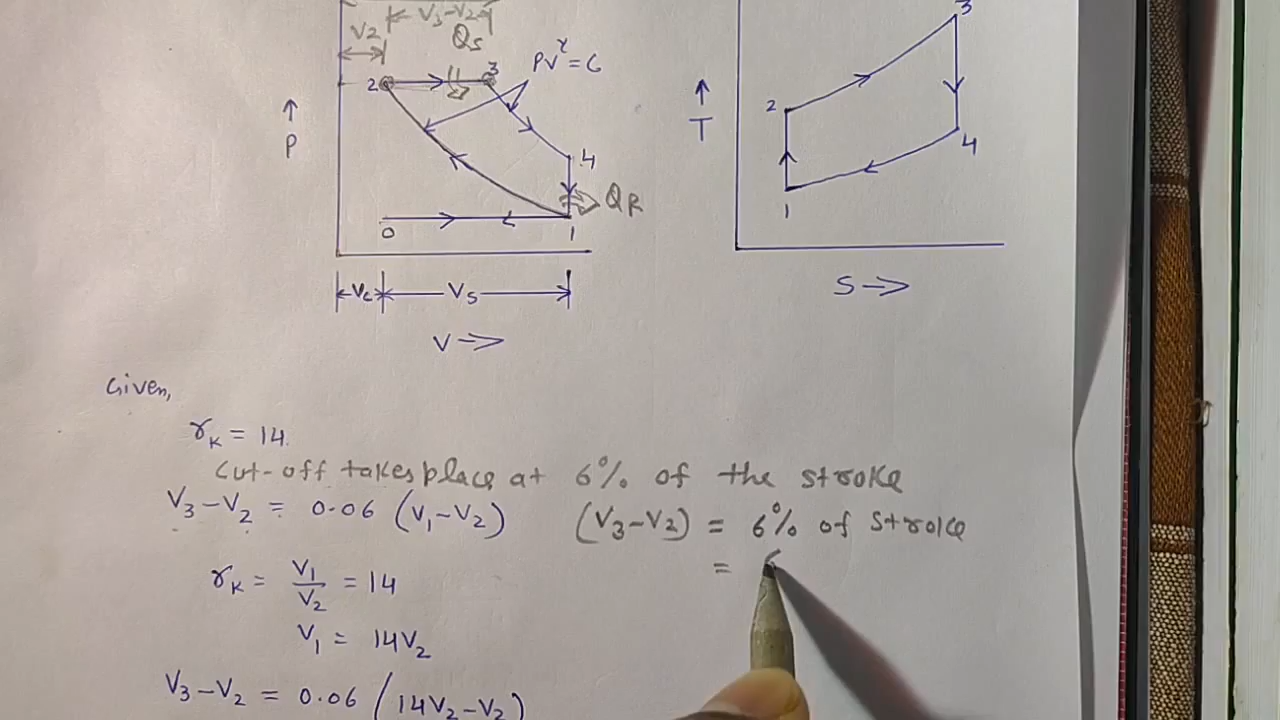 V3-V2
V2
Qs
2
3
PVᵞ = C
↑
P
4
QR
0
1
Vc
Vs
V →
3
2
↑
T
4
1
S →
Given,
rK = 14
Cut-off takes place at 6% of the stroke
V3-V2 = 0.06 (V1-V2)
(V3-V2) = 6% of stroke
=
rK = V1/V2 = 14
V1 = 14V2
V3-V2 = 0.06 (14V2-V2)